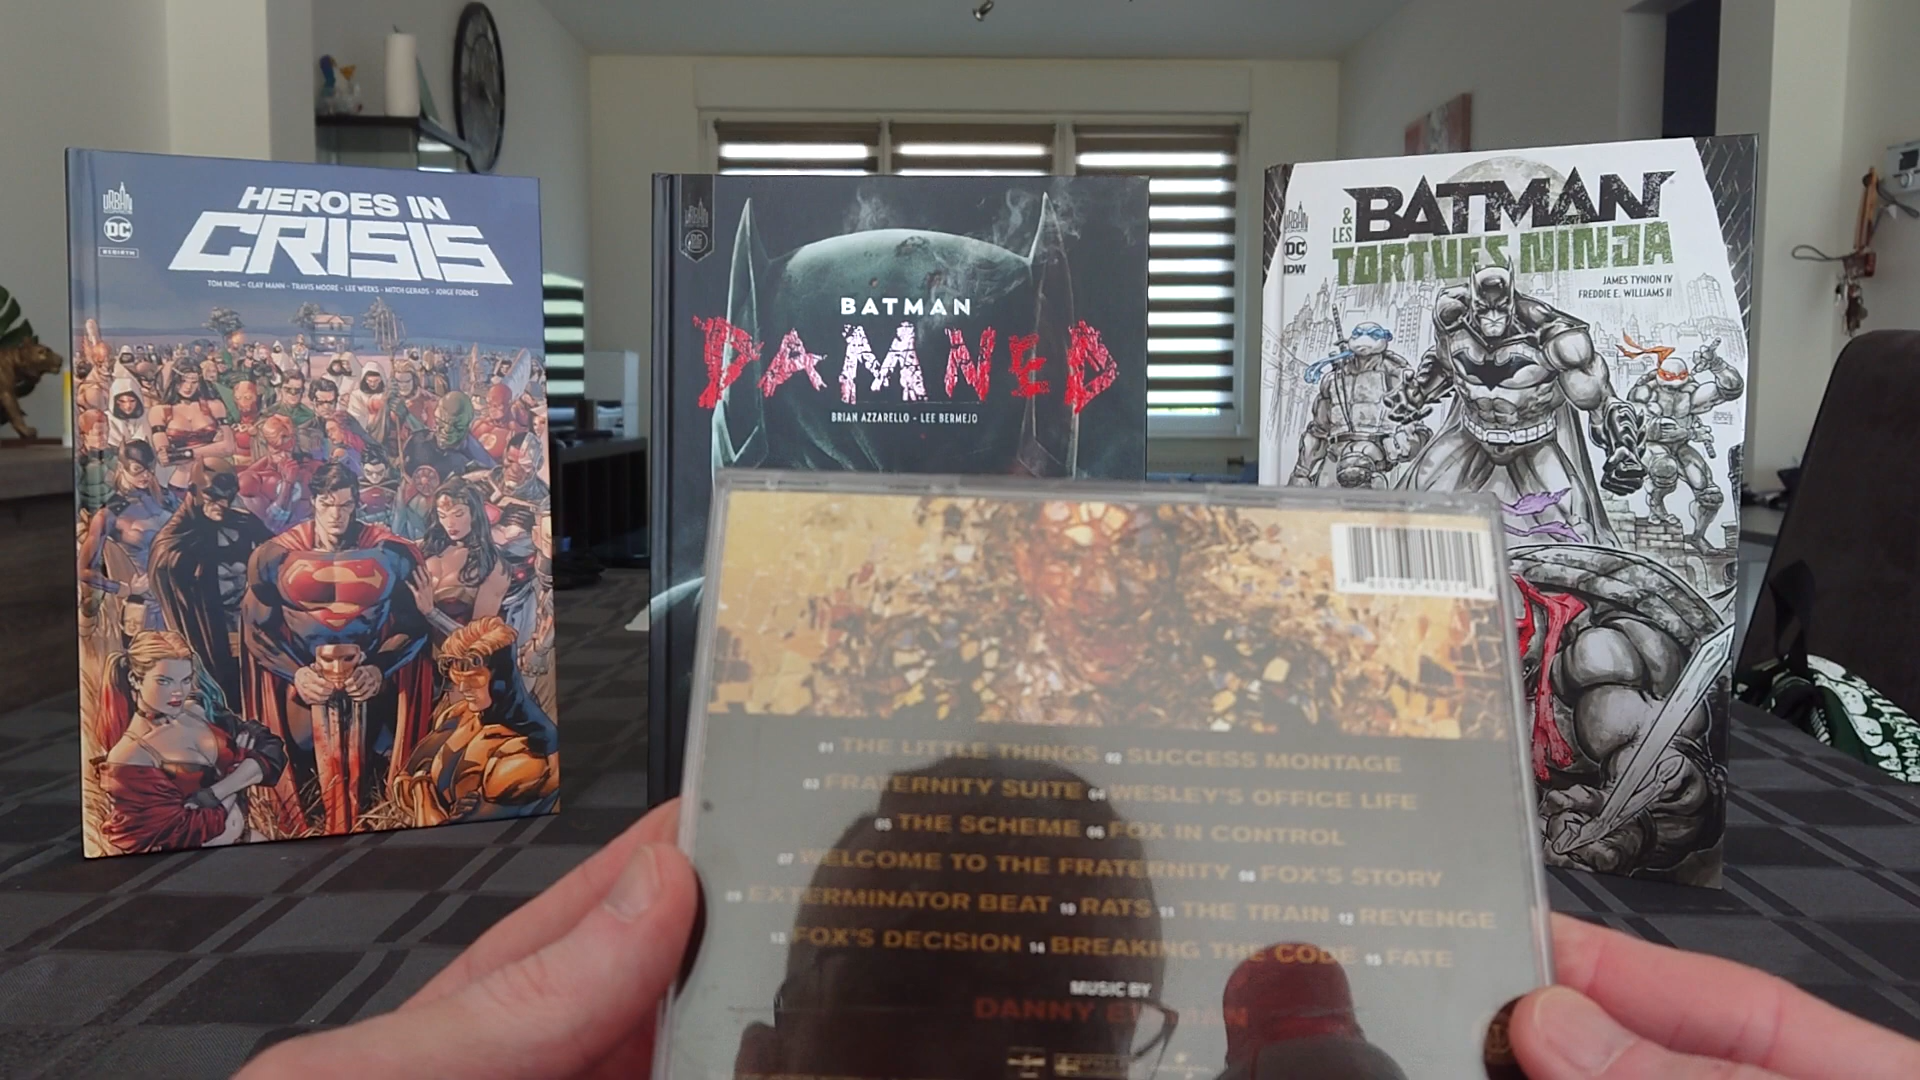 URBAN
DC
REBIRTH
HEROES IN
CRISIS
TOM KING - CLAY MANN - TRAVIS MOORE - LEE WEEKS - MITCH GERADS - JORGE FORNÉS
BATMAN
DAMNED
BRIAN AZZARELLO - LEE BERMEJO
URBAN
DC
IDW
&
LES
BATMAN
TORTUES NINJA
JAMES TYNION IV
FREDDIE E. WILLIAMS II
01 THE LITTLE THINGS 02 SUCCESS MONTAGE
03 FRATERNITY SUITE 04 WESLEY'S OFFICE LIFE
05 THE SCHEME 06 FOX IN CONTROL
07 WELCOME TO THE FRATERNITY 08 FOX'S STORY
09 EXTERMINATOR BEAT 10 RATS 11 THE TRAIN 12 REVENGE
13 FOX'S DECISION 14 BREAKING THE CODE 15 FATE
MUSIC BY
DANNY ELFMAN